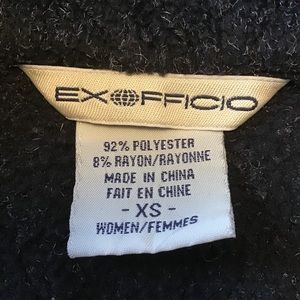 EXOFFICIO
92% POLYESTER
8% RAYON/RAYONNE
MADE IN CHINA
FAIT EN CHINE
- XS -
WOMEN/FEMMES